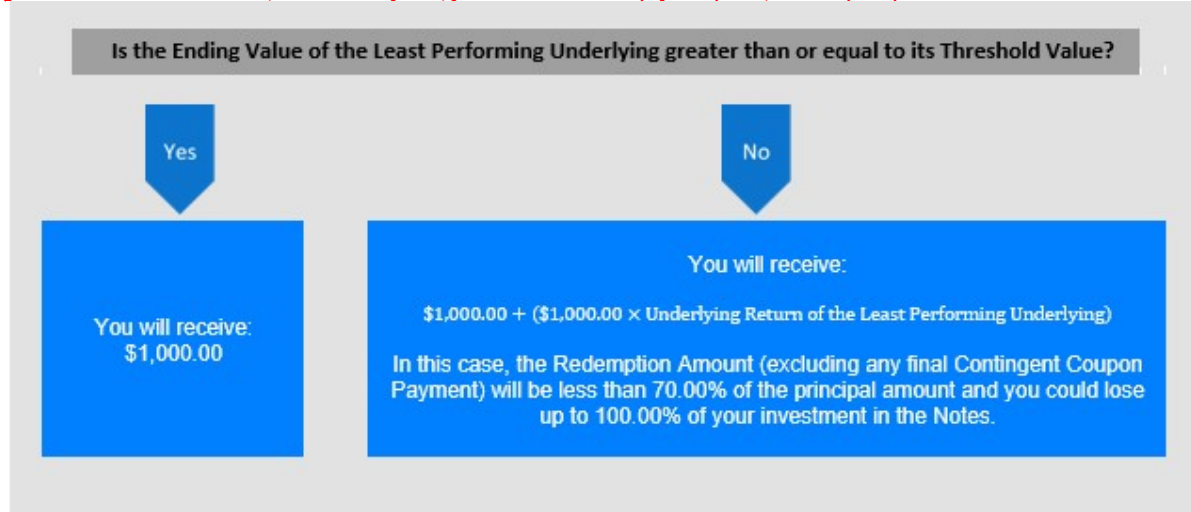 Is the Ending Value of the Least Performing Underlying greater than or equal to its Threshold Value?
Yes
No
You will receive:
$1,000.00
You will receive:
$1,000.00 + ($1,000.00 × Underlying Return of the Least Performing Underlying)
In this case, the Redemption Amount (excluding any final Contingent Coupon
Payment) will be less than 70.00% of the principal amount and you could lose
up to 100.00% of your investment in the Notes.